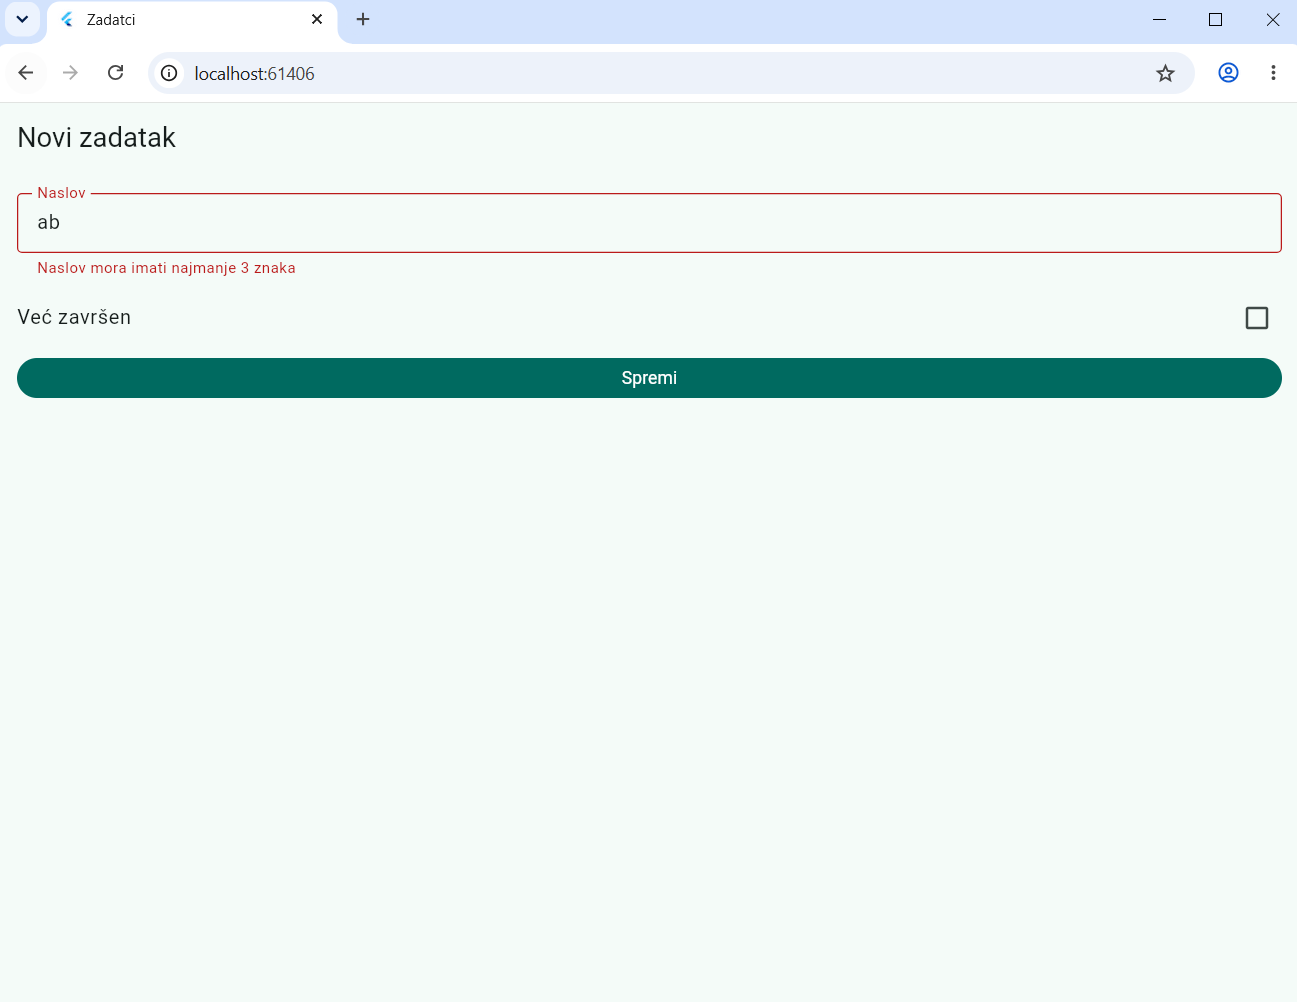 Zadatci
localhost:61406
Novi zadatak
Naslov
ab
Naslov mora imati najmanje 3 znaka
Već završen
Spremi